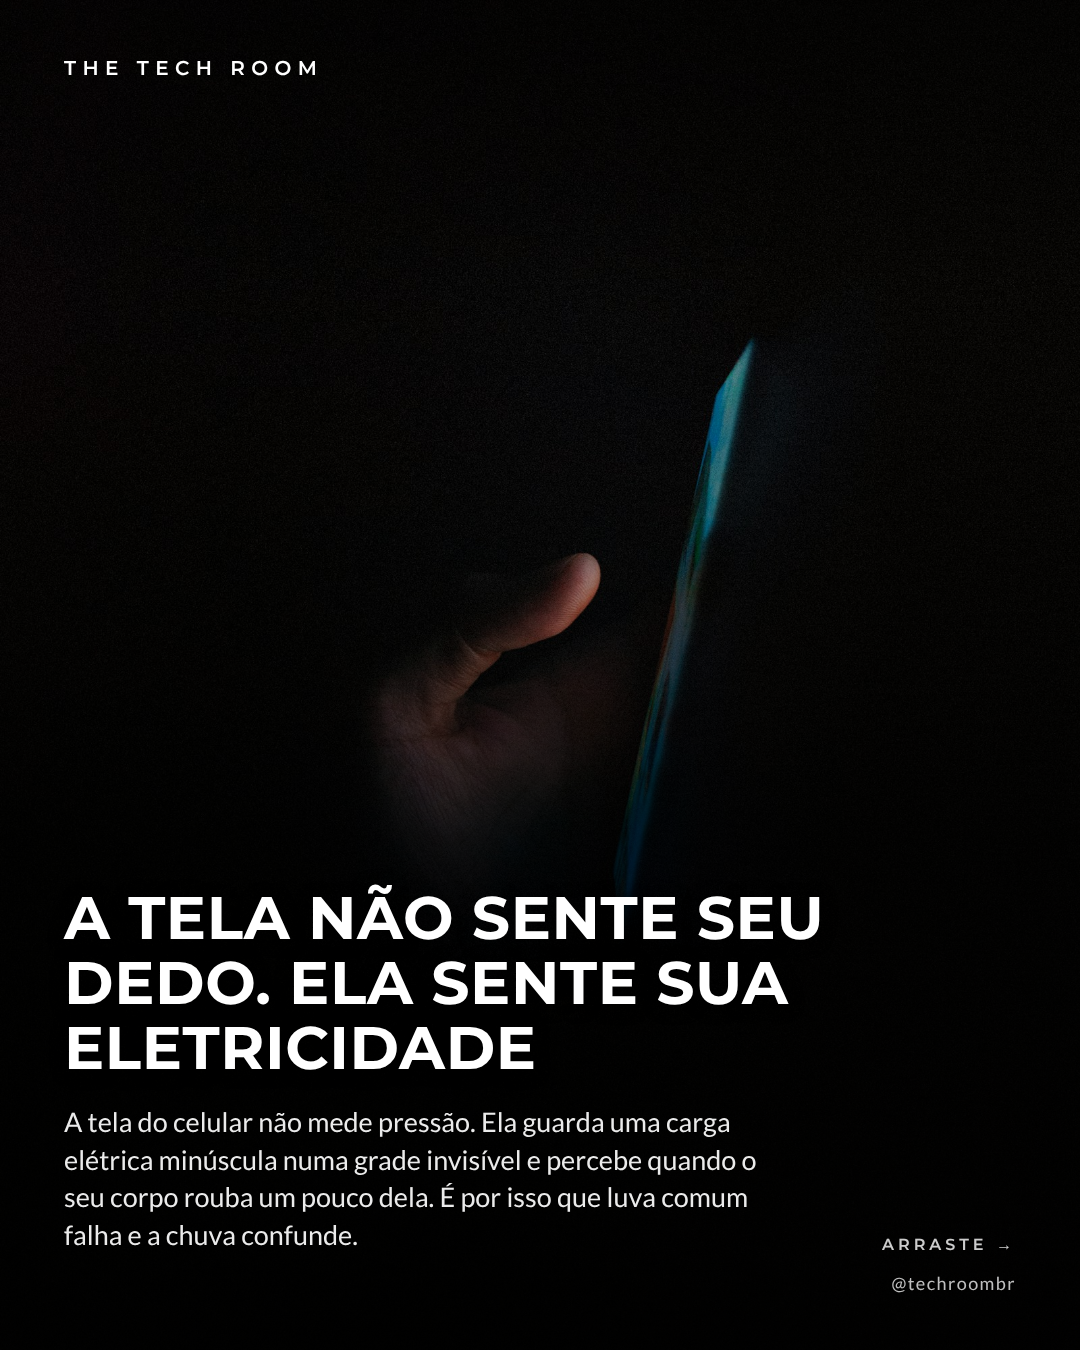 THE TECH ROOM
A TELA NÃO SENTE SEU
DEDO. ELA SENTE SUA
ELETRICIDADE
A tela do celular não mede pressão. Ela guarda uma carga
elétrica minúscula numa grade invisível e percebe quando o
seu corpo rouba um pouco dela. É por isso que luva comum
falha e a chuva confunde.
ARRASTE →
@techroombr